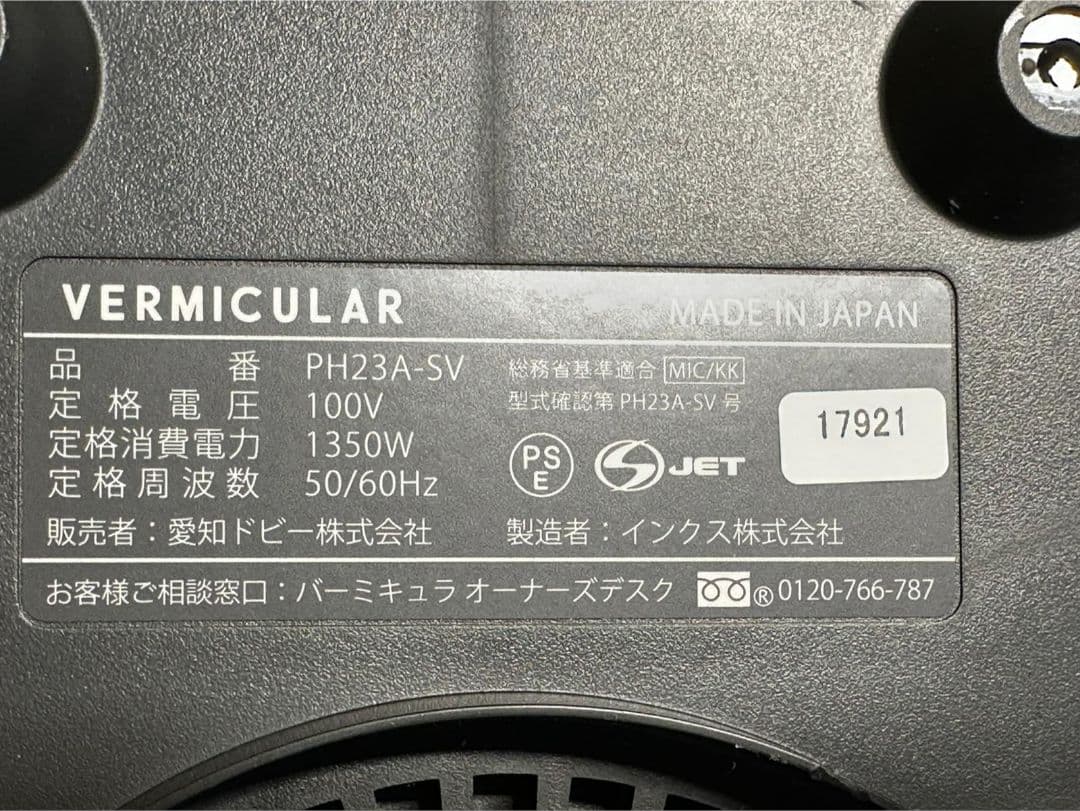 VERMICULAR MADE IN JAPAN
品番 PH23A-SV
定格電圧 100V
定格消費電力 1350W
定格周波数 50/60Hz
総務省基準適合 MIC/KK
型式確認第 PH23A-SV 号
PSE
JET
17921
販売者：愛知ドビー株式会社 製造者：インクス株式会社
お客様ご相談窓口：バーミキュラ オーナーズデスク ®0120-766-787